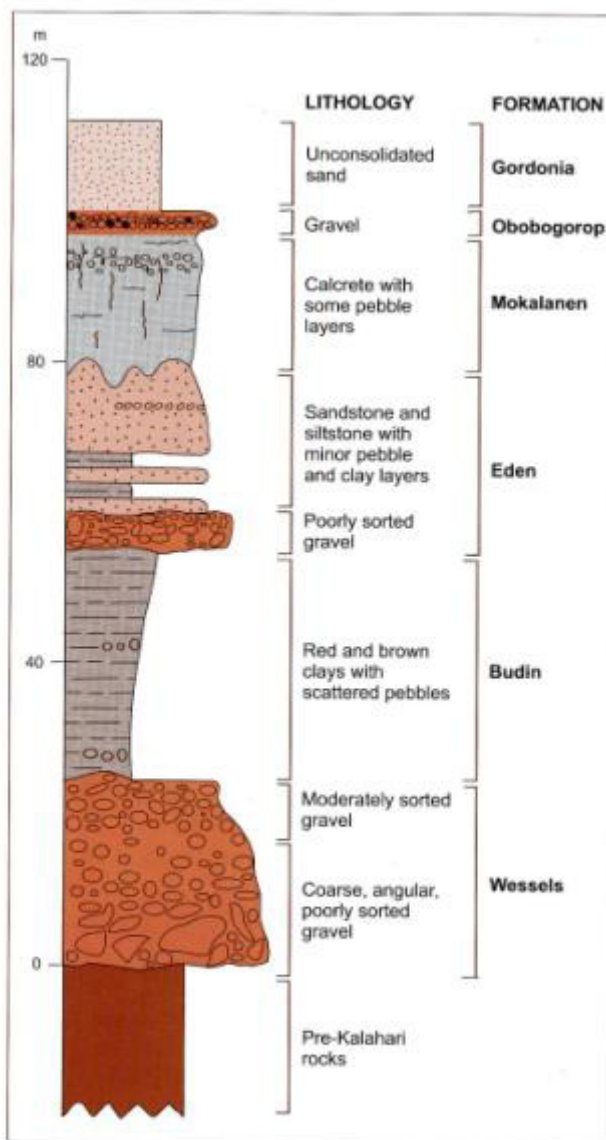 m
120
LITHOLOGY
FORMATION
Unconsolidated
sand
Gordonia
Gravel
Obobogorop
Calcrete with
some pebble
layers
Mokalanen
80
Sandstone and
siltstone with
minor pebble
and clay layers
Eden
Poorly sorted
gravel
40
Red and brown
clays with
scattered pebbles
Budin
Moderately sorted
gravel
Wessels
Coarse, angular,
poorly sorted
gravel
0
Pre-Kalahari
rocks